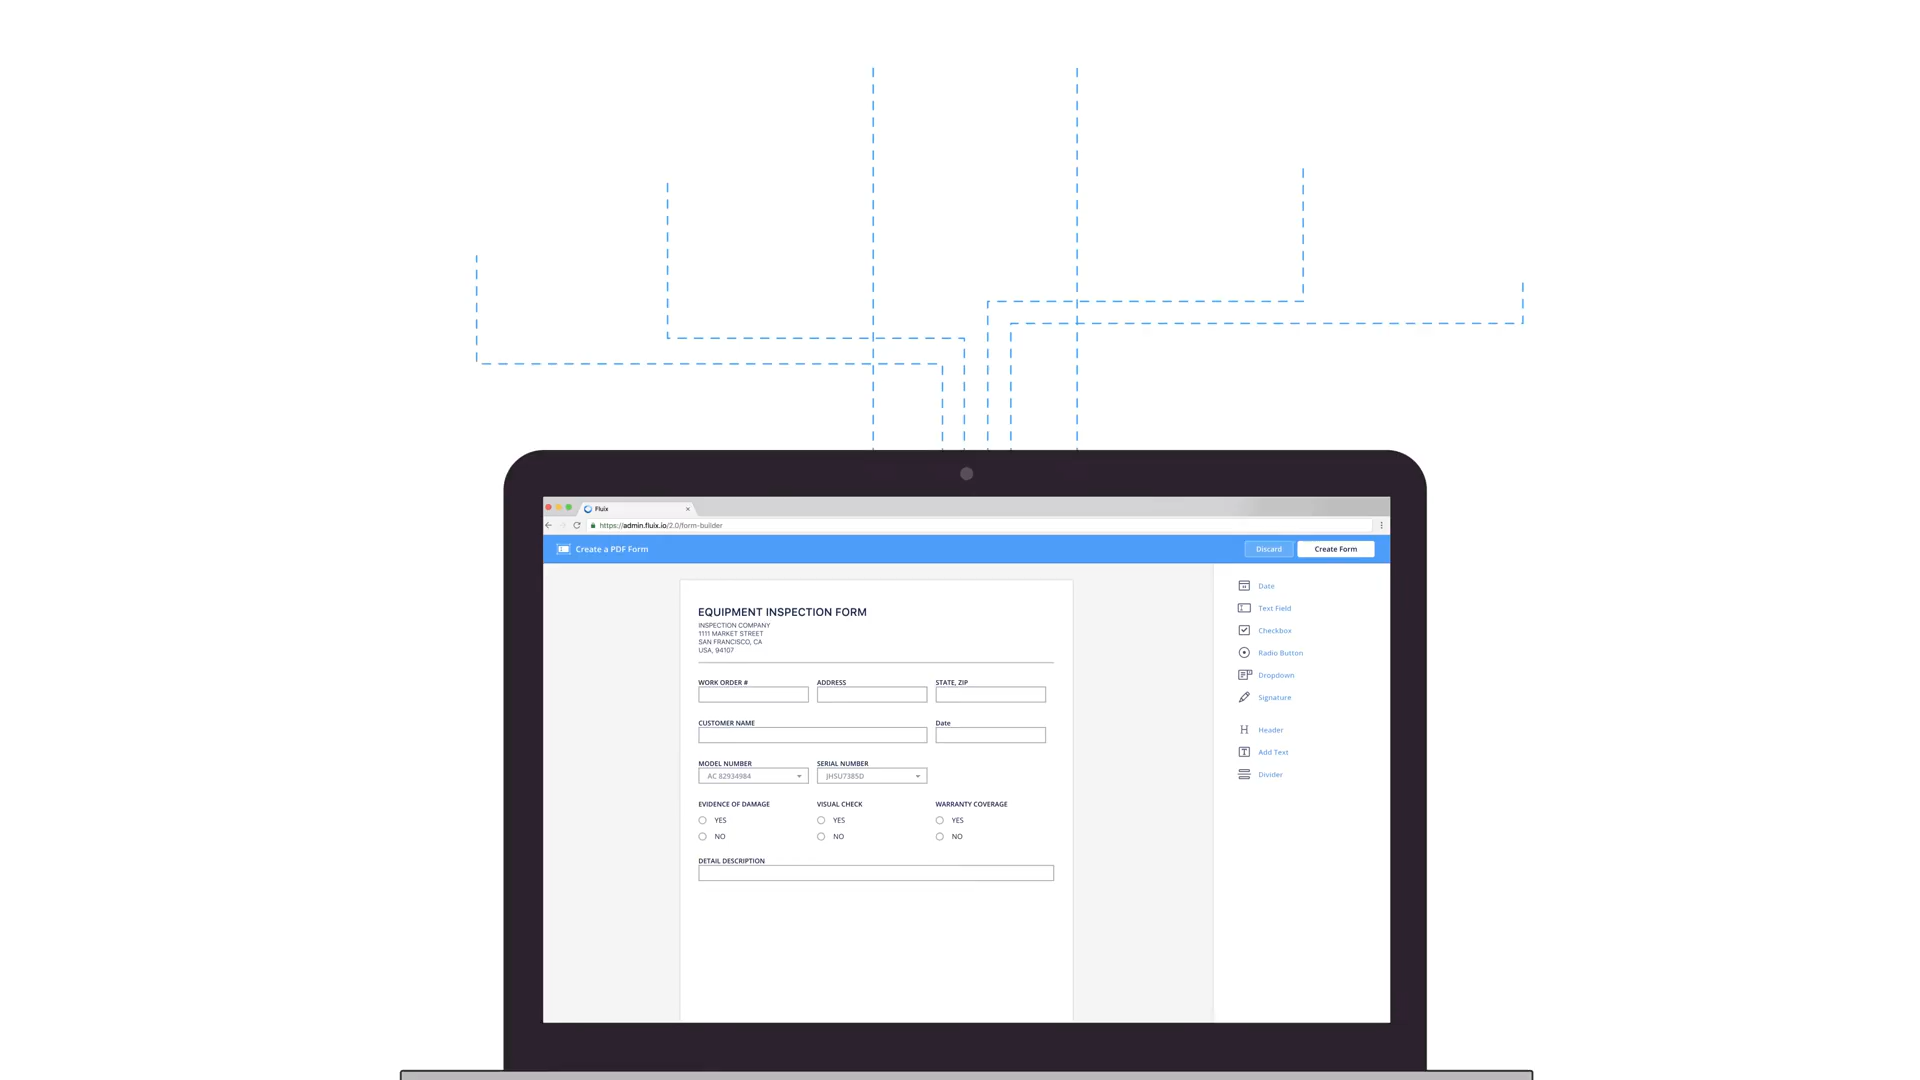 Fluix
https://admin.fluix.io/2.0/form-builder
Create a PDF Form
Discard
Create Form
EQUIPMENT INSPECTION FORM
INSPECTION COMPANY
1111 MARKET STREET
SAN FRANCISCO, CA
USA, 94107
WORK ORDER # ADDRESS STATE, ZIP
CUSTOMER NAME Date
MODEL NUMBER SERIAL NUMBER
AC 82934984 JHSU7385D
EVIDENCE OF DAMAGE VISUAL CHECK WARRANTY COVERAGE
YES YES YES
NO NO NO
DETAIL DESCRIPTION
Date
Text Field
Checkbox
Radio Button
Dropdown
Signature
Header
Add Text
Divider